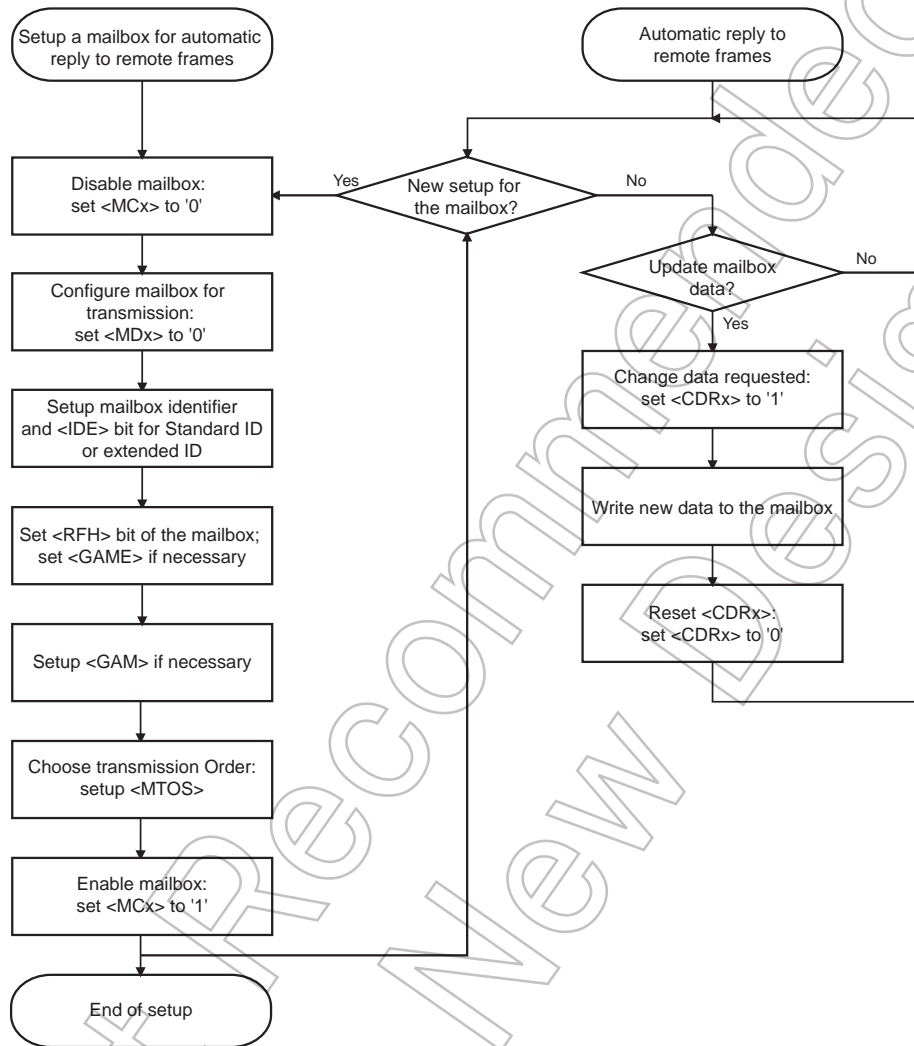 Setup a mailbox for automatic
reply to remote frames
Disable mailbox:
set <MCx> to '0'
Configure mailbox for
transmission:
set <MDx> to '0'
Setup mailbox identifier
and <IDE> bit for Standard ID
or extended ID
Set <RFH> bit of the mailbox;
set <GAME> if necessary
Setup <GAM> if necessary
Choose transmission Order:
setup <MTOS>
Enable mailbox:
set <MCx> to '1'
End of setup
Automatic reply to
remote frames
Yes
New setup for
the mailbox?
No
Update mailbox
data?
No
Yes
Change data requested:
set <CDRx> to '1'
Write new data to the mailbox
Reset <CDRx>:
set <CDRx> to '0'
Recommended
New Desig